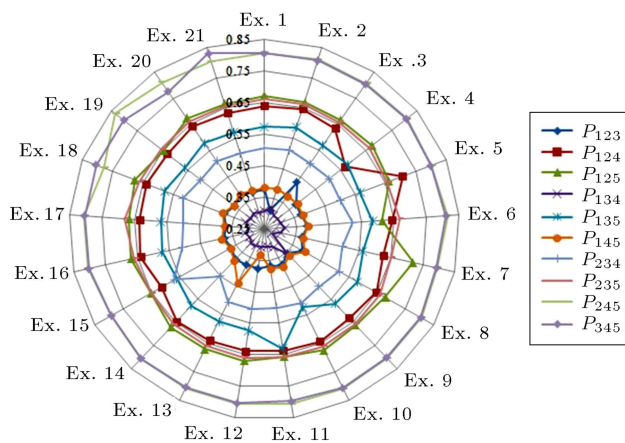 Ex. 1
Ex. 2
Ex .3
Ex. 4
Ex. 5
Ex. 6
Ex. 7
Ex. 8
Ex. 9
Ex. 10
Ex. 11
Ex. 12
Ex. 13
Ex. 14
Ex. 15
Ex. 16
Ex. 17
Ex. 18
Ex. 19
Ex. 20
Ex. 21
0.85
0.75
0.65
0.55
0.45
0.35
0.25
P123
P124
P125
P134
P135
P145
P234
P235
P245
P345